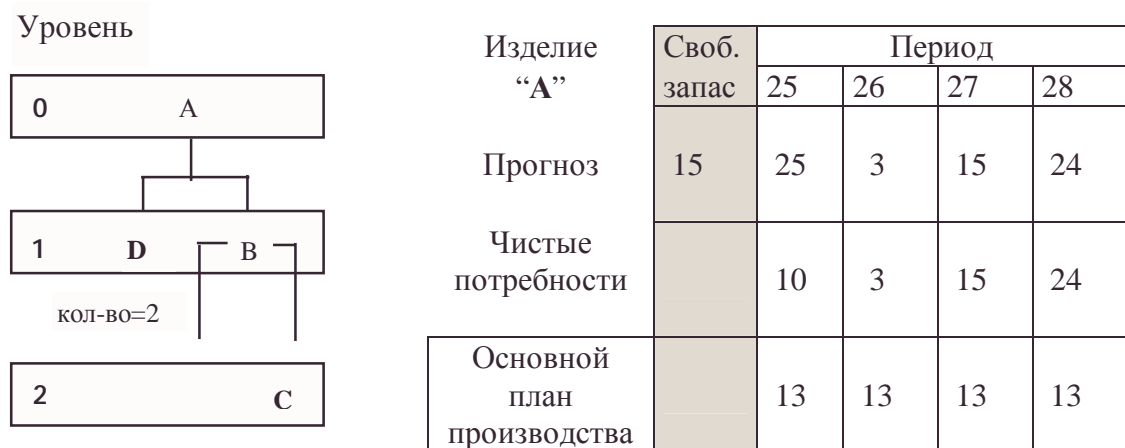 Уровень
0 A
1 D B
кол-во=2
2 C
Изделие Своб. Период
“А” запас 25 26 27 28
Прогноз 15 25 3 15 24
Чистые
потребности 10 3 15 24
Основной
план 13 13 13 13
производства